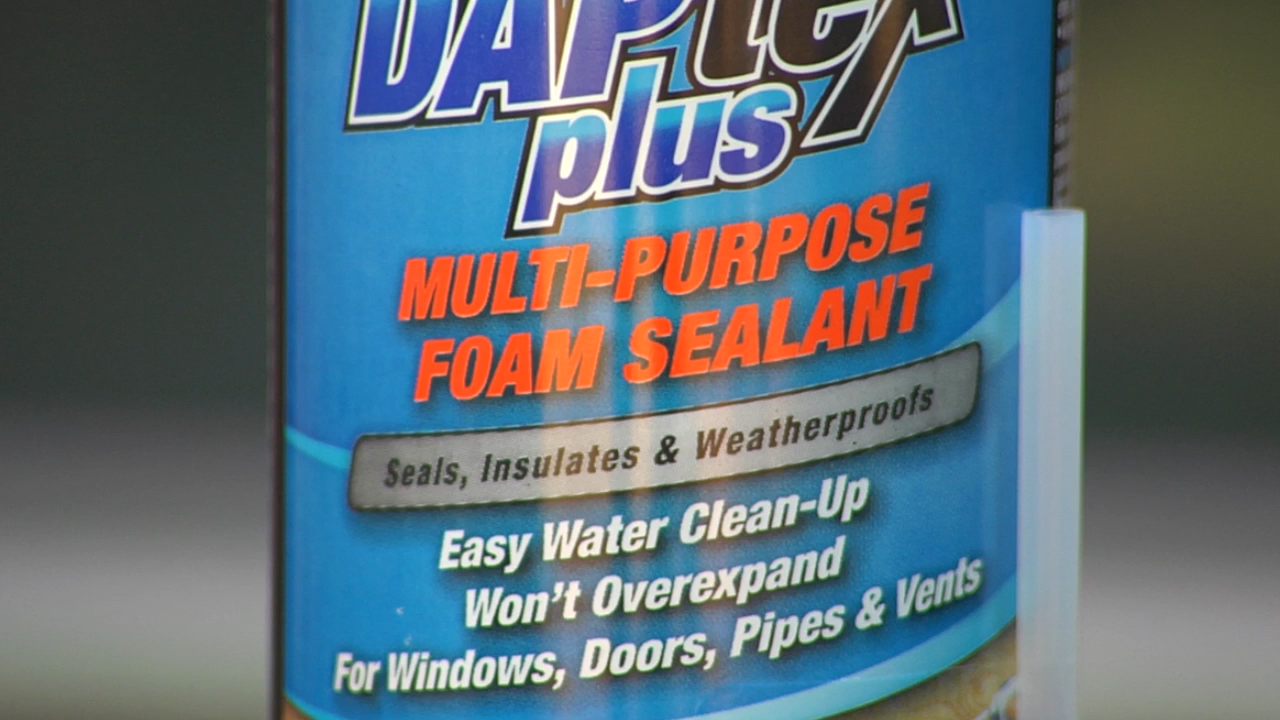 DAPtex
plus
MULTI-PURPOSE
FOAM SEALANT
Seals, Insulates & Weatherproofs
Easy Water Clean-Up
Won't Overexpand
For Windows, Doors, Pipes & Vents